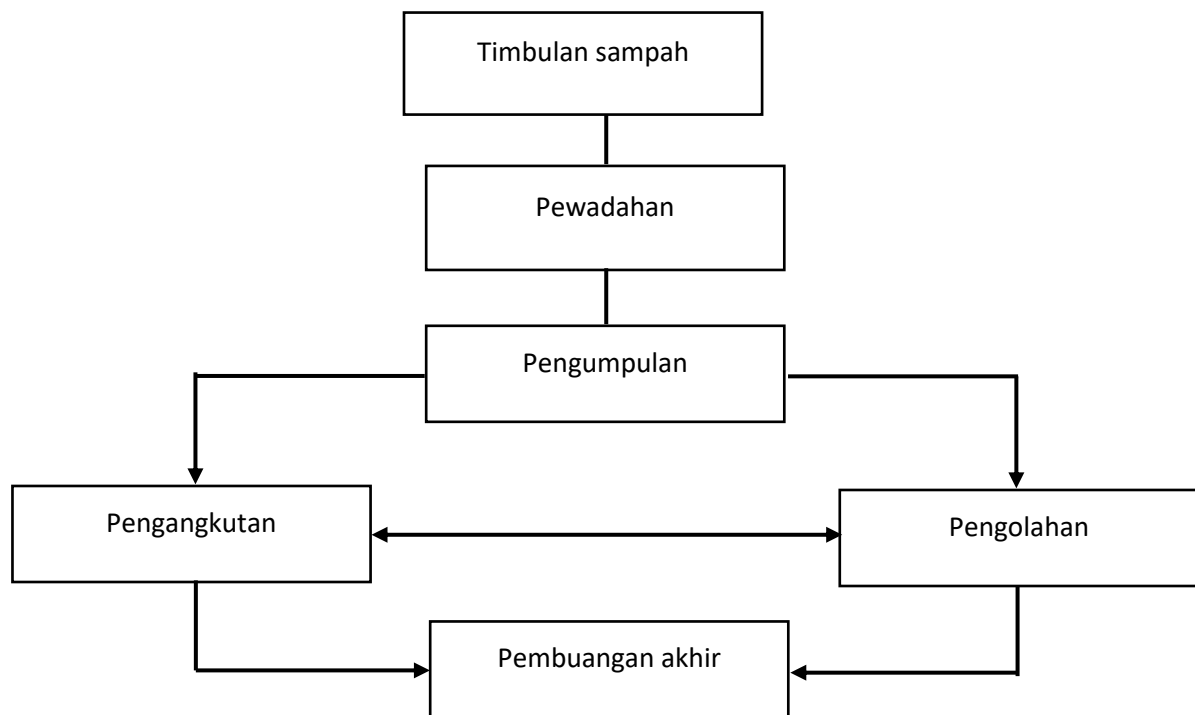 Timbulan sampah
Pewadahan
Pengumpulan
Pengangkutan
Pengolahan
Pembuangan akhir